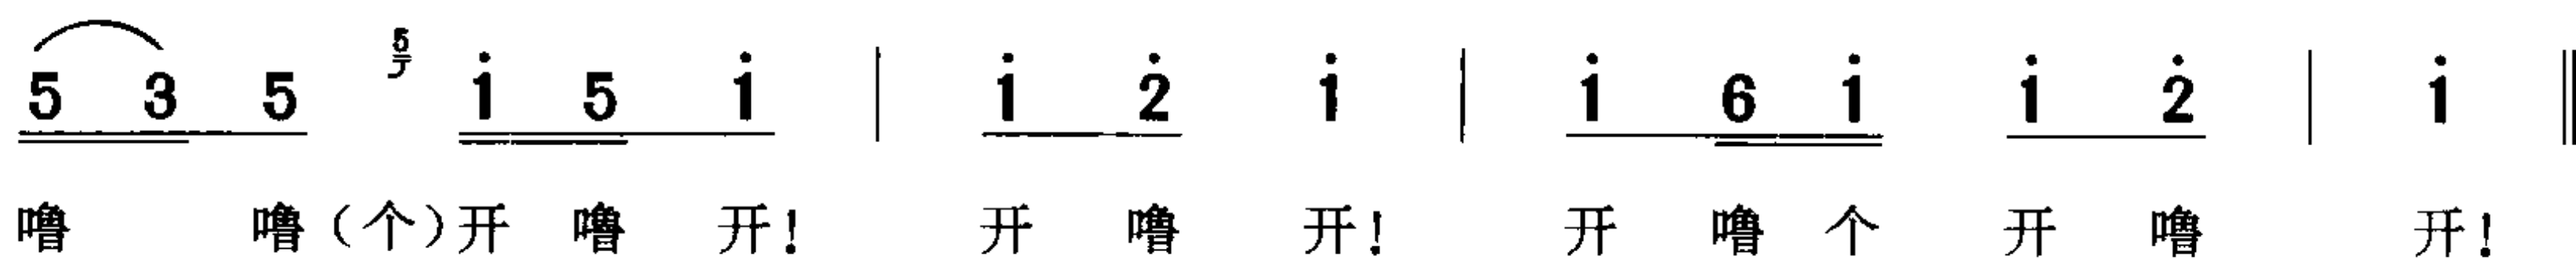 5 3 5 5 i 5 i | i 2̇ i | i 6 i i 2̇ | i ‖
噜 噜（个）开 噜 开！ 开 噜 开！ 开 噜 个 开 噜 开！